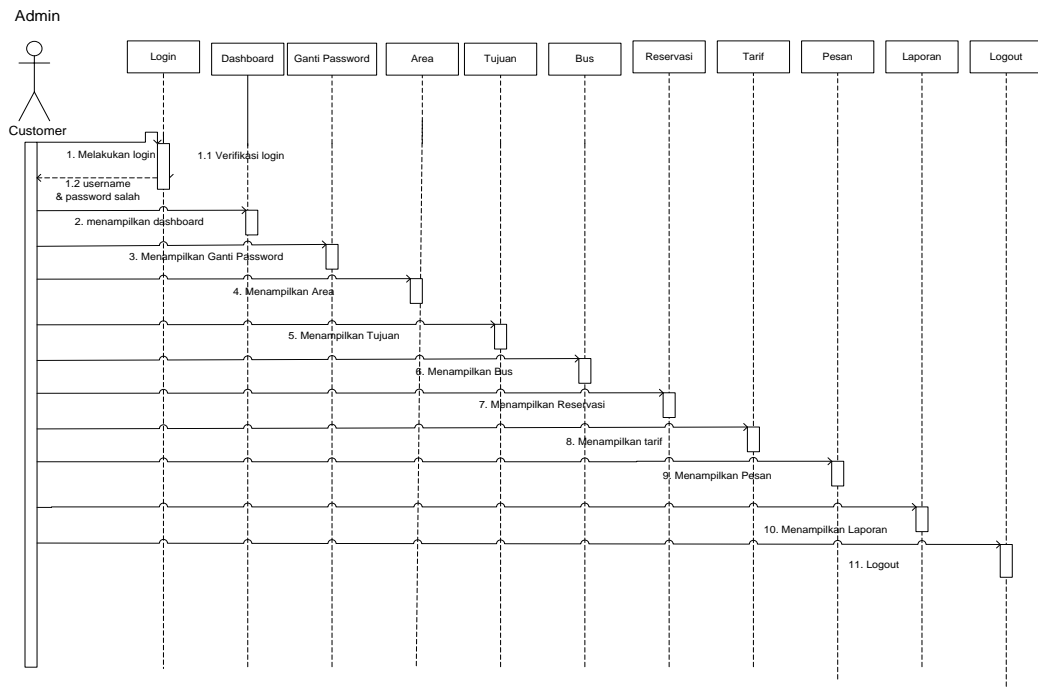 Admin
Login
Dashboard
Ganti Password
Area
Tujuan
Bus
Reservasi
Tarif
Pesan
Laporan
Logout
Customer
1. Melakukan login
1.1 Verifikasi login
1.2 username
& password salah
2. menampilkan dashboard
3. Menampilkan Ganti Password
4. Menampilkan Area
5. Menampilkan Tujuan
6. Menampilkan Bus
7. Menampilkan Reservasi
8. Menampilkan tarif
9. Menampilkan Pesan
10. Menampilkan Laporan
11. Logout